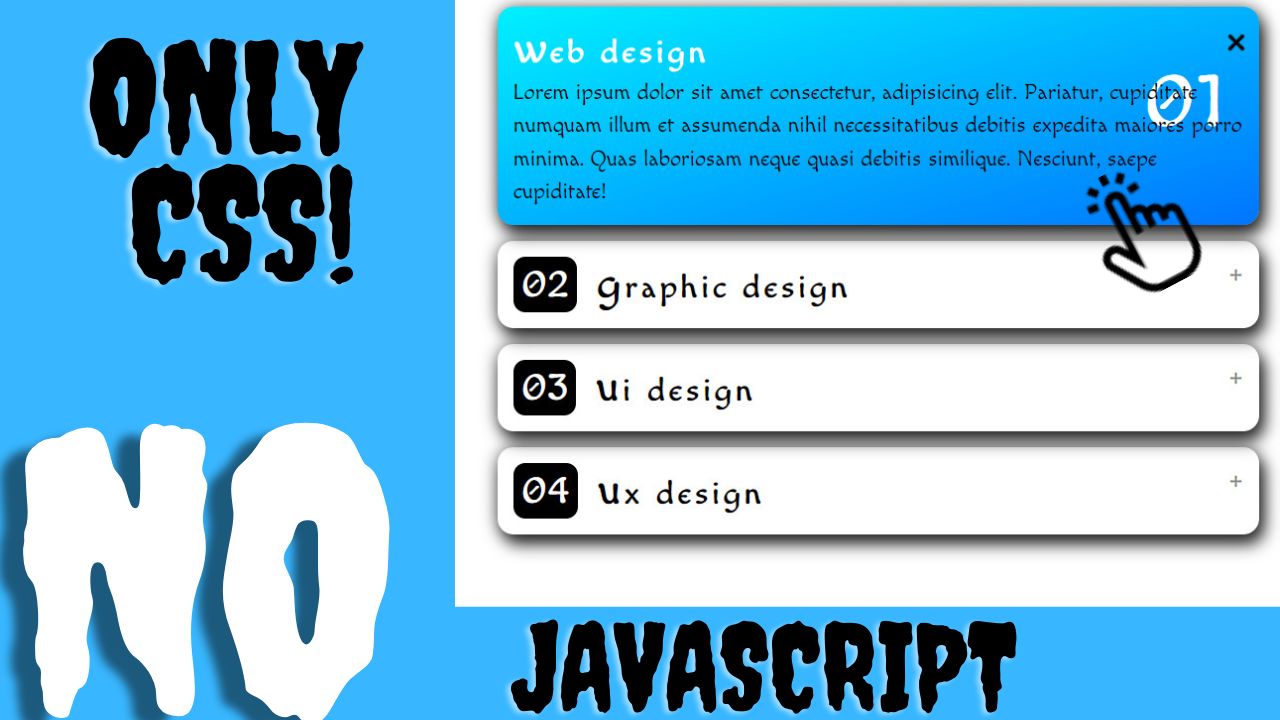 ONLY
CSS!
NO
JAVASCRIPT
Web design
01
Lorem ipsum dolor sit amet consectetur, adipisicing elit. Pariatur, cupiditate
numquam illum et assumenda nihil necessitatibus debitis expedita maiores porro
minima. Quas laboriosam neque quasi debitis similique. Nesciunt, saepe
cupiditate!
02 Graphic design +
03 Ui design +
04 Ux design +